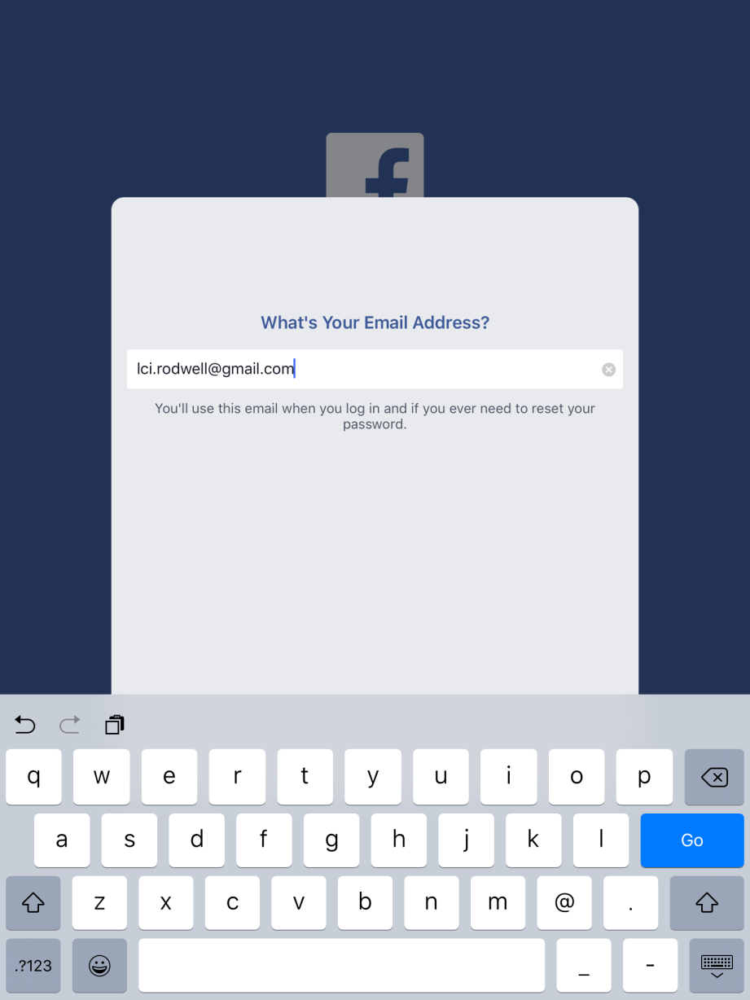 f
What's Your Email Address?
lci.rodwell@gmail.com
You'll use this email when you log in and if you ever need to reset your
password.
q w e r t y u i o p
a s d f g h j k l Go
z x c v b n m @ .
.?123 _ -